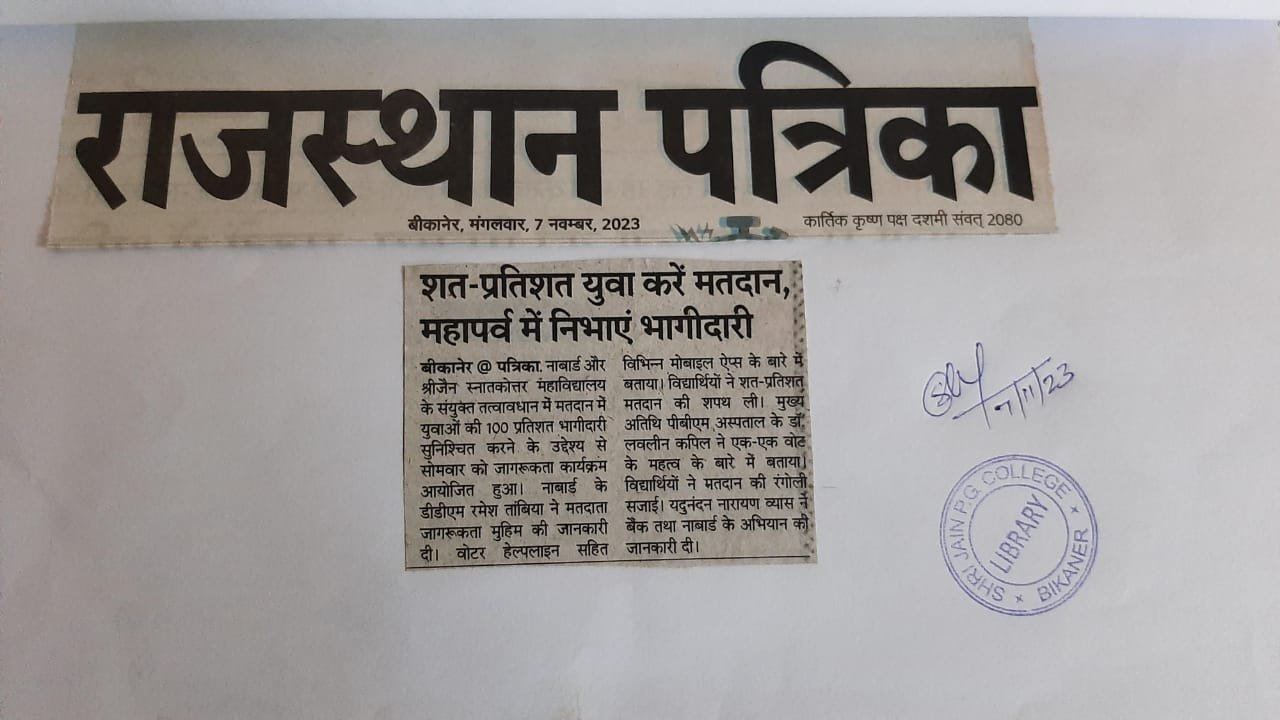 राजस्थान पत्रिका
बीकानेर, मंगलवार, 7 नवम्बर, 2023
कार्तिक कृष्ण पक्ष दशमी संवत् 2080
शत-प्रतिशत युवा करें मतदान,
महापर्व में निभाएं भागीदारी
बीकानेर @ पत्रिका. नाबार्ड और
श्रीजैन स्नातकोत्तर मंहाविद्यालय
के संयुक्त तत्वावधान में मतदान में
युवाओं की 100 प्रतिशत भागीदारी
सुनिश्चित करने के उद्देश्य से
सोमवार को जागरूकता कार्यक्रम
आयोजित हुआ। नाबार्ड के
डीडीएम रमेश तांबिया ने मतदाता
जागरूकता मुहिम की जानकारी
दी। वोटर हेल्पलाइन सहित
विभिन्न मोबाइल ऐप्स के बारे में
बताया। विद्यार्थियों ने शत-प्रतिशत
मतदान की शपथ ली। मुख्य
अतिथि पीबीएम अस्पताल के डॉ.
लवलीन कपिल ने एक-एक वोट
के महत्व के बारे में बताया।
विद्यार्थियों ने मतदान की रंगोली
सजाई। यदुनंदन नारायण व्यास ने
बैंक तथा नाबार्ड के अभियान की
जानकारी दी।
7/11/23
SHRI JAIN P.G. COLLEGE
LIBRARY
BIKANER